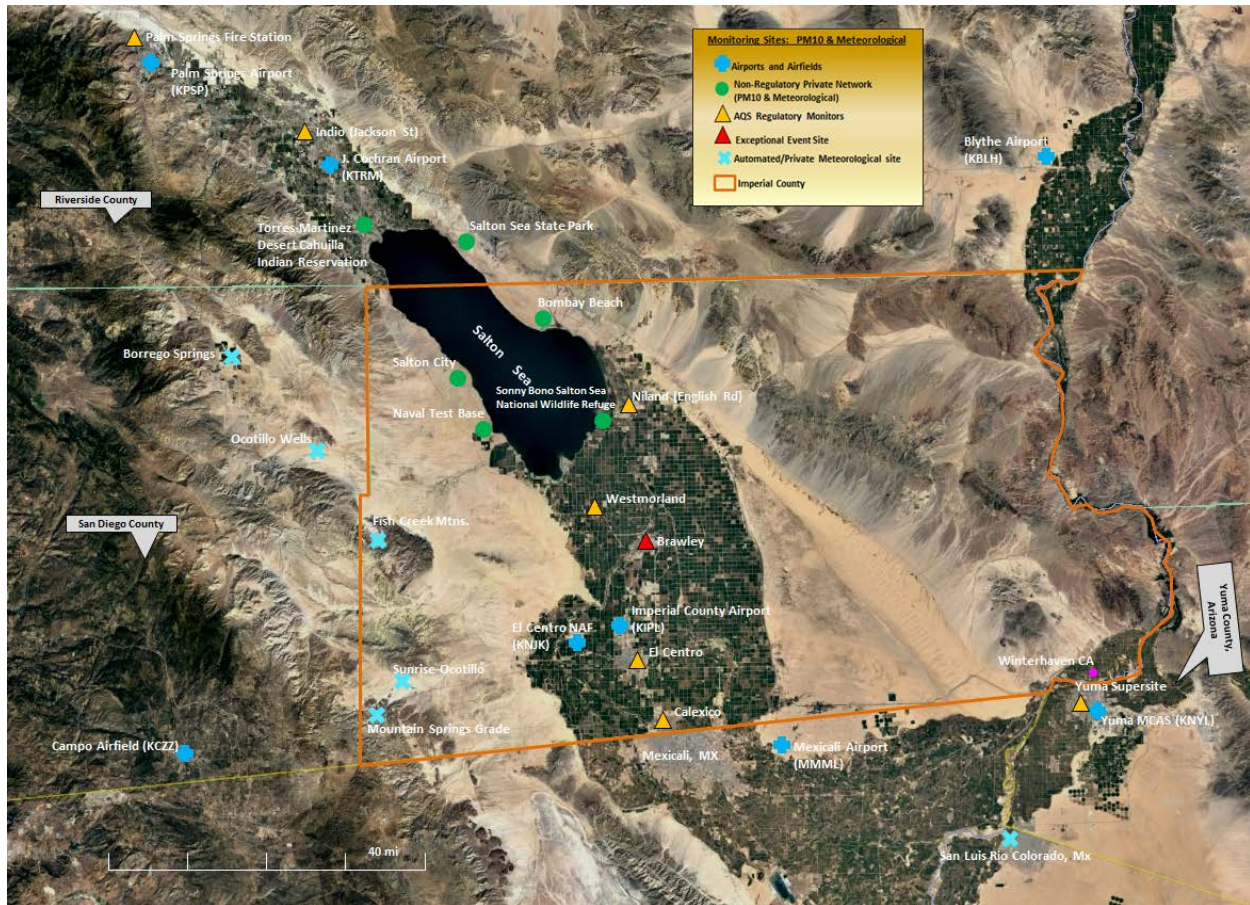 Palm Springs Fire Station
Palm Springs Airport
(KPSP)
Indio (Jackson St)
J. Cochran Airport
(KTRM)
Riverside County
Torres-Martinez
Desert Cahuilla
Indian Reservation
Salton Sea State Park
Monitoring Sites: PM10 & Meteorological
Airports and Airfields
Non-Regulatory Private Network
(PM10 & Meteorological)
AQS Regulatory Monitors
Exceptional Event Site
Automated/Private Meteorological site
Imperial County
Blythe Airport
(KBLH)
Bombay Beach
Salton Sea
Borrego Springs
Salton City
Sonny Bono Salton Sea
National Wildlife Refuge
Niland (English Rd)
Naval Test Base
Ocotillo Wells
Westmorland
San Diego County
Fish Creek Mtns.
Brawley
Imperial County Airport
(KIPL)
El Centro NAF
(KNJK)
El Centro
Yuma County,
Arizona
Sunrise-Ocotillo
Winterhaven CA
Yuma Supersite
Yuma MCAS (KNYL)
Mountain Springs Grade
Calexico
Campo Airfield (KCZZ)
Mexicali, MX
Mexicali Airport
(MMML)
40 mi
San Luis Rio Colorado, Mx